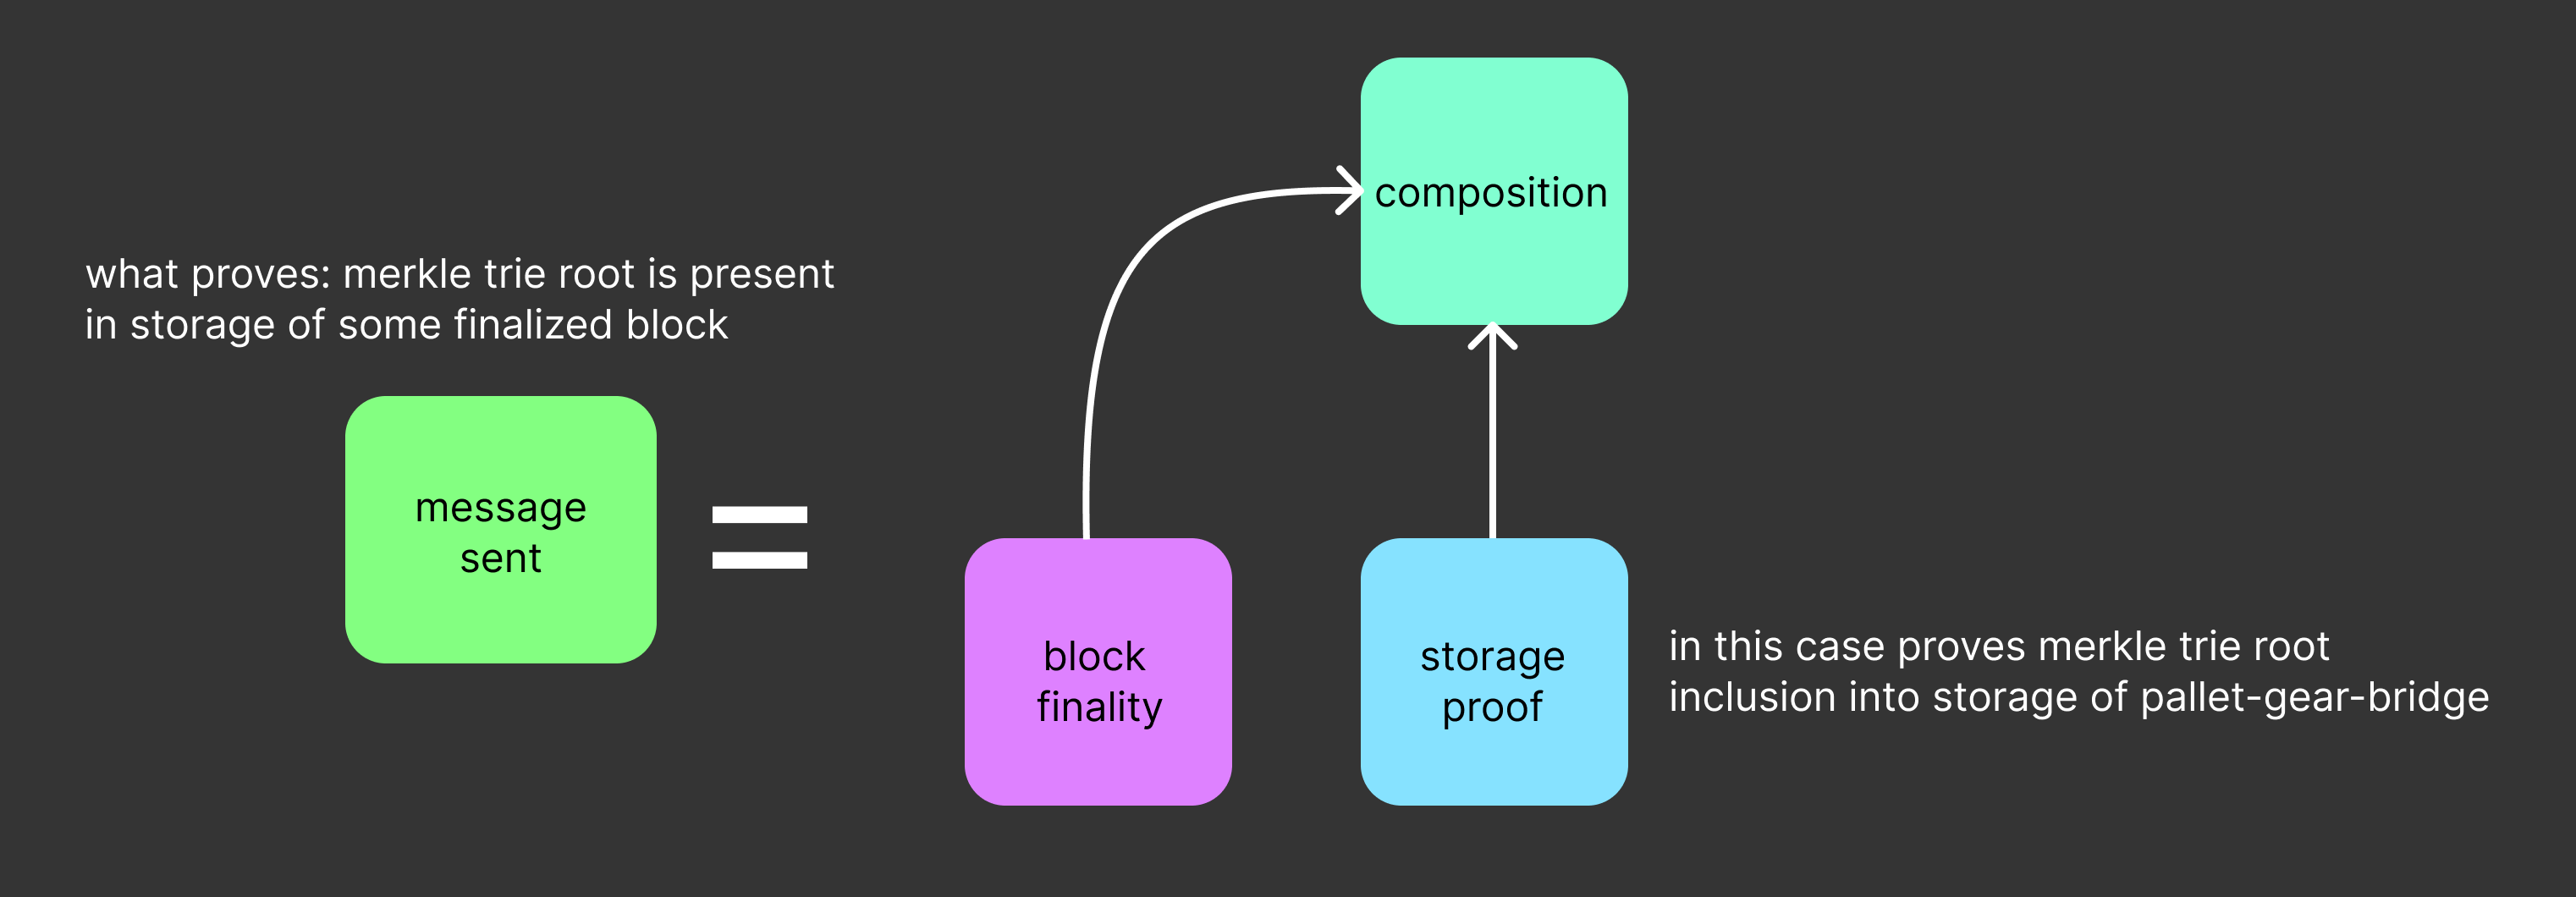 composition
what proves: merkle trie root is present
in storage of some finalized block
message
sent
=
block
finality
storage
proof
in this case proves merkle trie root
inclusion into storage of pallet-gear-bridge